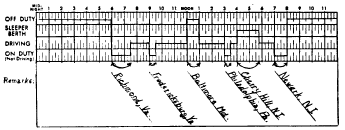 MID-
NIGHT 1 2 3 4 5 6 7 8 9 10 11 NOON 1 2 3 4 5 6 7 8 9 10 11
OFF DUTY
SLEEPER
BERTH
DRIVING
ON DUTY
(Not Driving)
Remarks:
Richmond, Va.
Fredericksburg, Va.
Baltimore, Md.
Philadelphia, Pa.
Cherry Hill NJ
Newark NJ